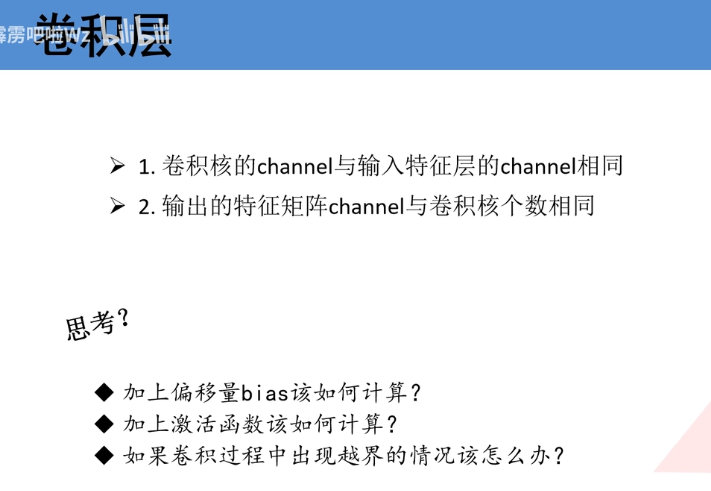 卷积层
霹雳吧啦Wz bilibili
➢ 1. 卷积核的channel与输入特征层的channel相同
➢ 2. 输出的特征矩阵channel与卷积核个数相同
思考?
◆ 加上偏移量bias该如何计算?
◆ 加上激活函数该如何计算?
◆ 如果卷积过程中出现越界的情况该怎么办?